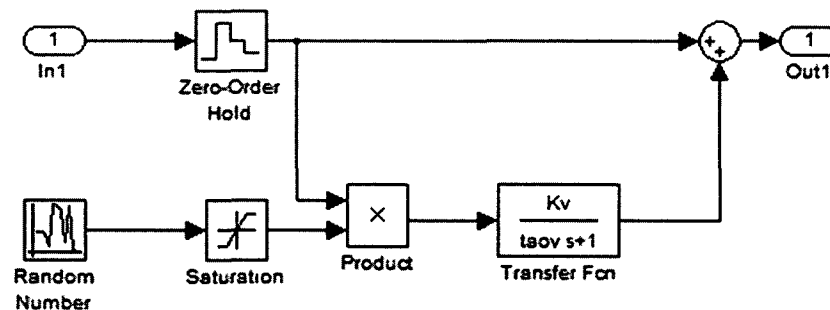 1
In1
Zero-Order
Hold
+
+
1
Out1
Random
Number
Saturation
×
Product
Kv
taov s+1
Transfer Fcn